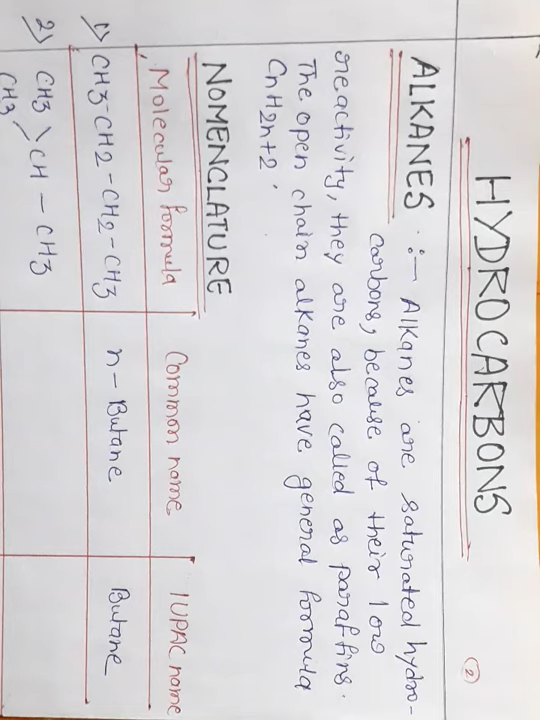 HYDROCARBONS
2
ALKANES :- Alkanes are saturated hydro-
carbons, because of their low
reactivity, they are also called as paraffins.
The open chain alkanes have general formula
CnH2n+2.
NOMENCLATURE
Molecular formula Common name IUPAC name
1) CH3-CH2-CH2-CH3 n-Butane Butane
2) CH3 \ CH - CH3
CH3 /